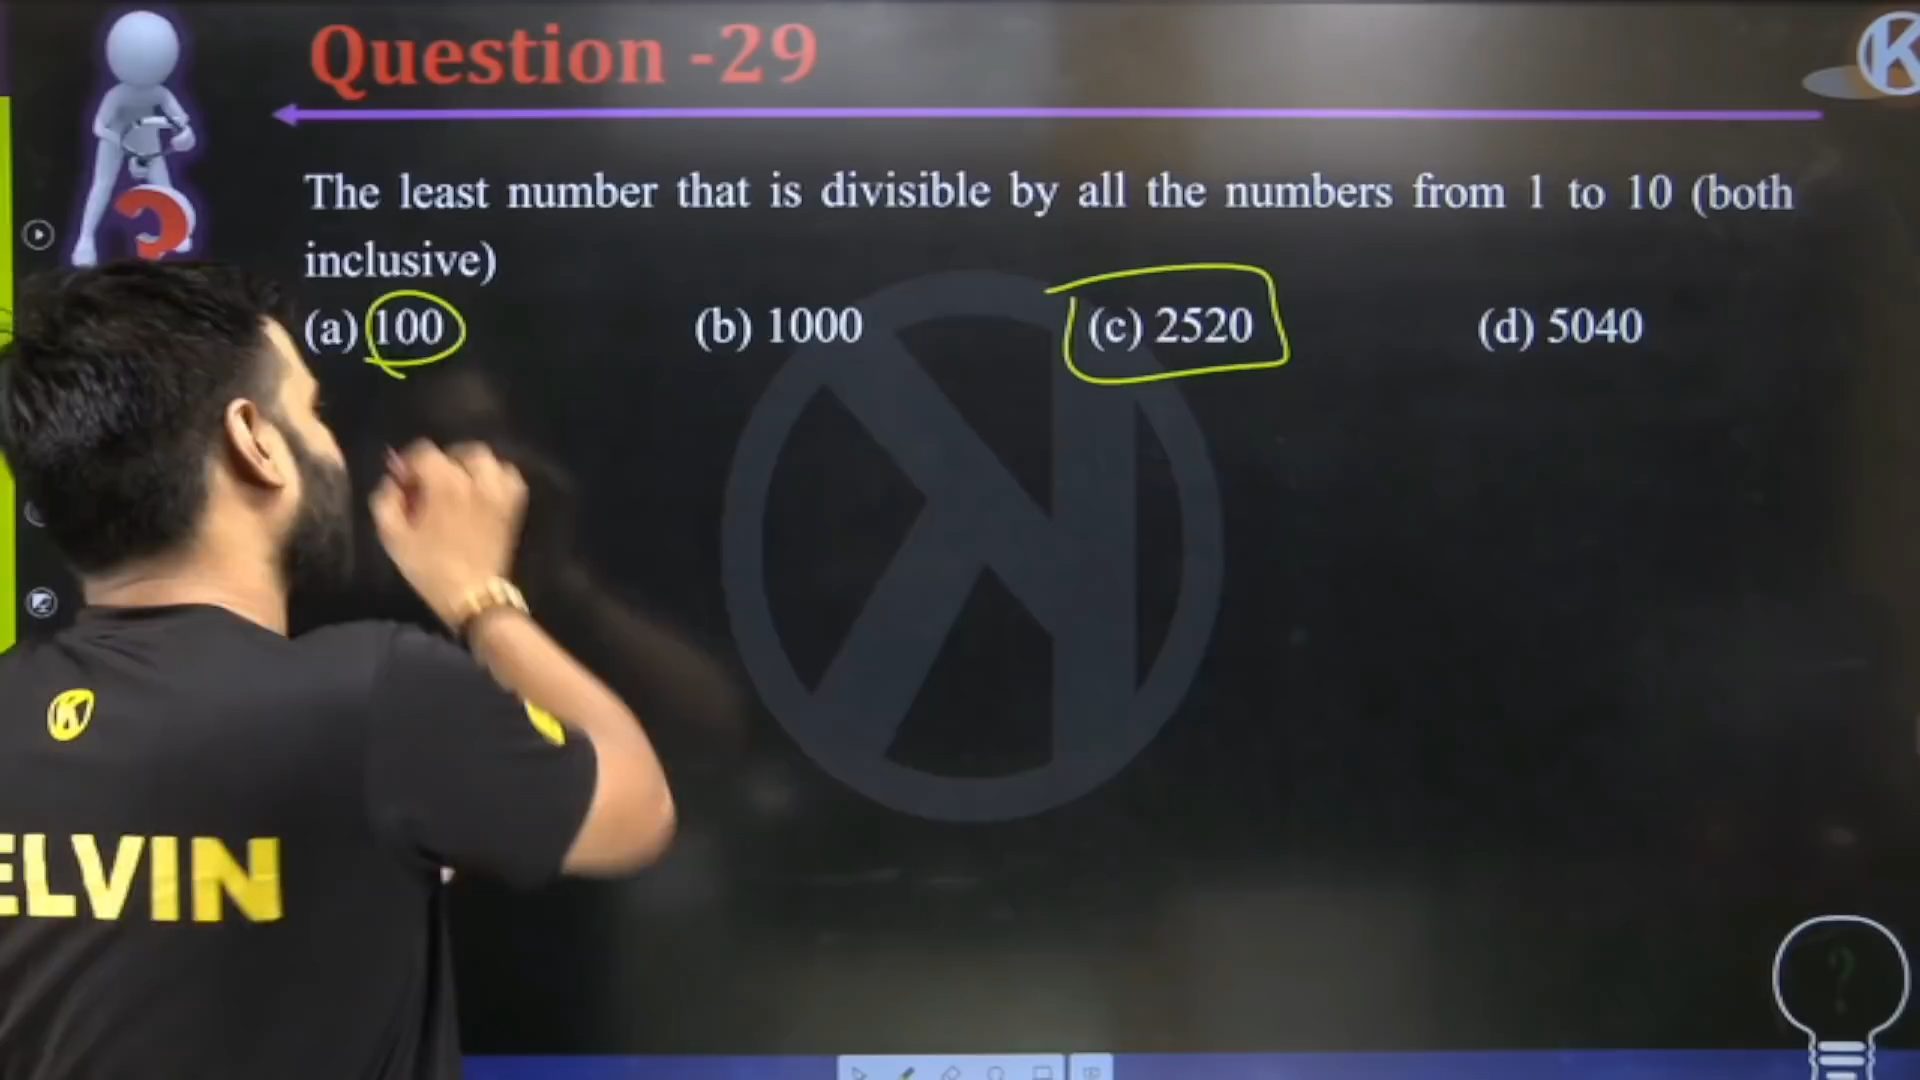 Question -29
The least number that is divisible by all the numbers from 1 to 10 (both
inclusive)
(a) 100 (b) 1000 (c) 2520 (d) 5040
K
K
ELVIN
?